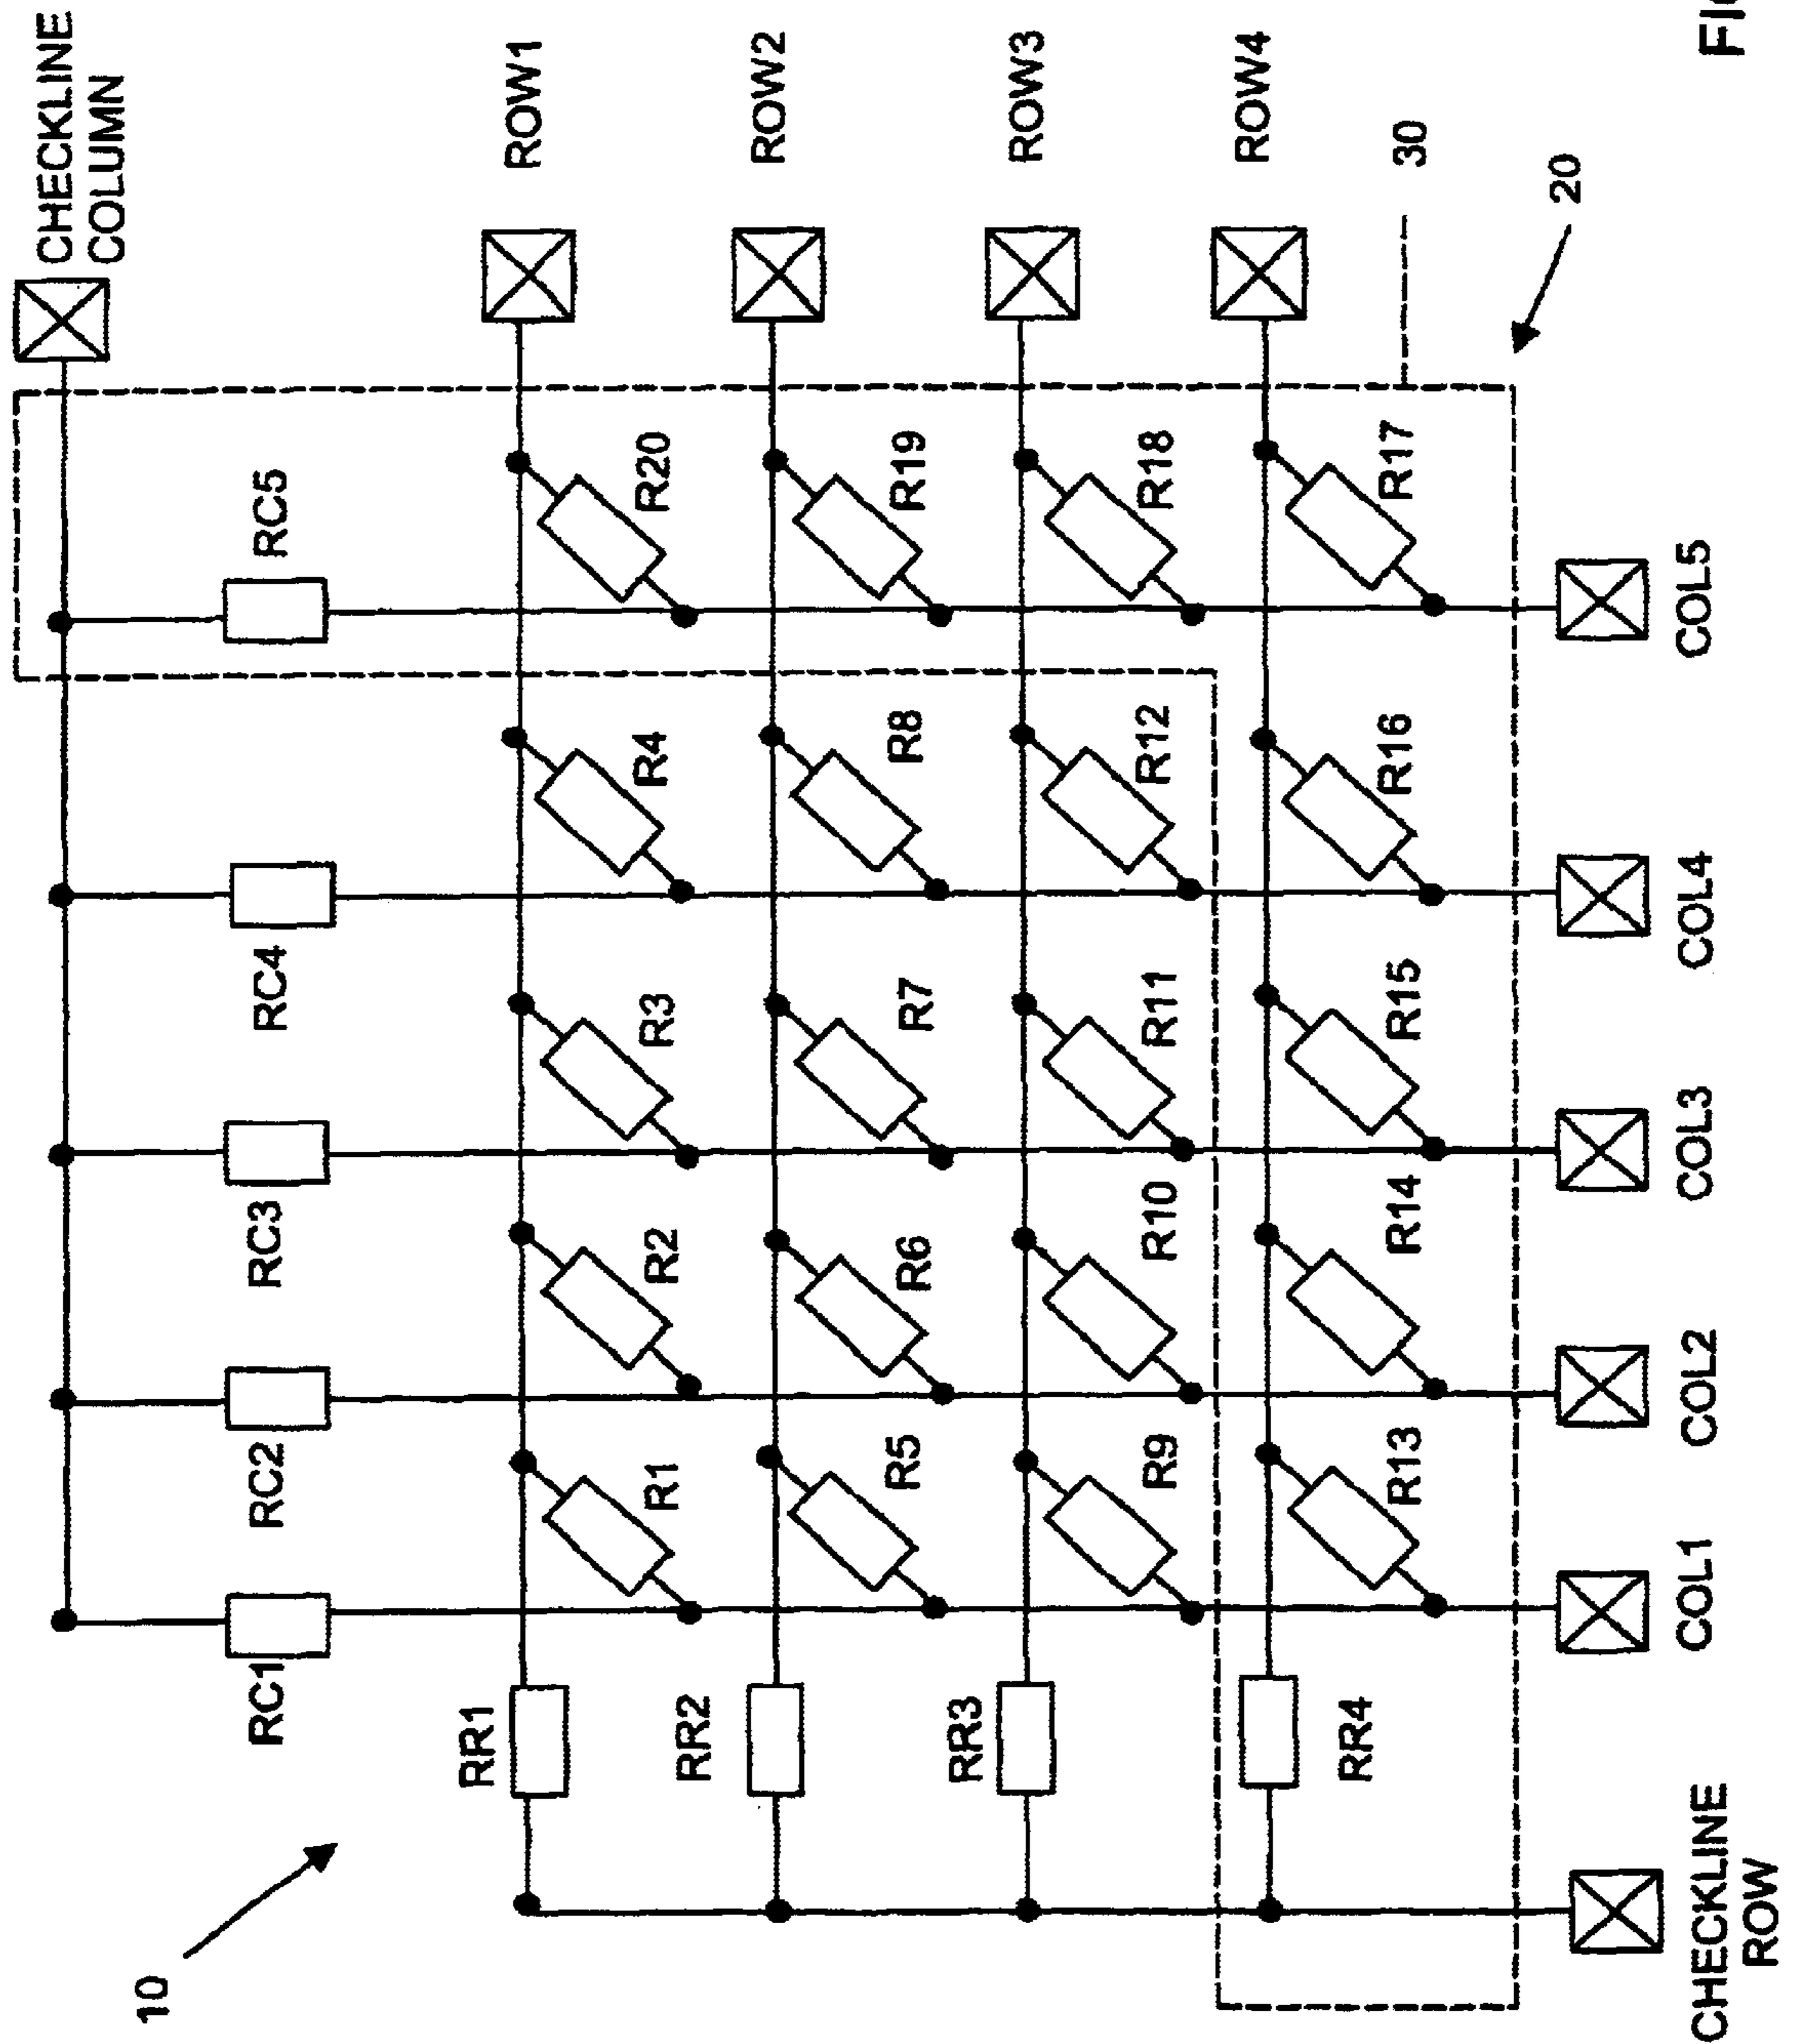 10
CHECKLINE
COLUMN
RC1
RC2
RC3
RC4
RC5
RR1
R1
R2
R3
R4
R20
ROW1
RR2
R5
R6
R7
R8
R19
ROW2
RR3
R9
R10
R11
R12
R18
ROW3
RR4
R13
R14
R15
R16
R17
ROW4
30
20
CHECKLINE
ROW
COL1
COL2
COL3
COL4
COL5